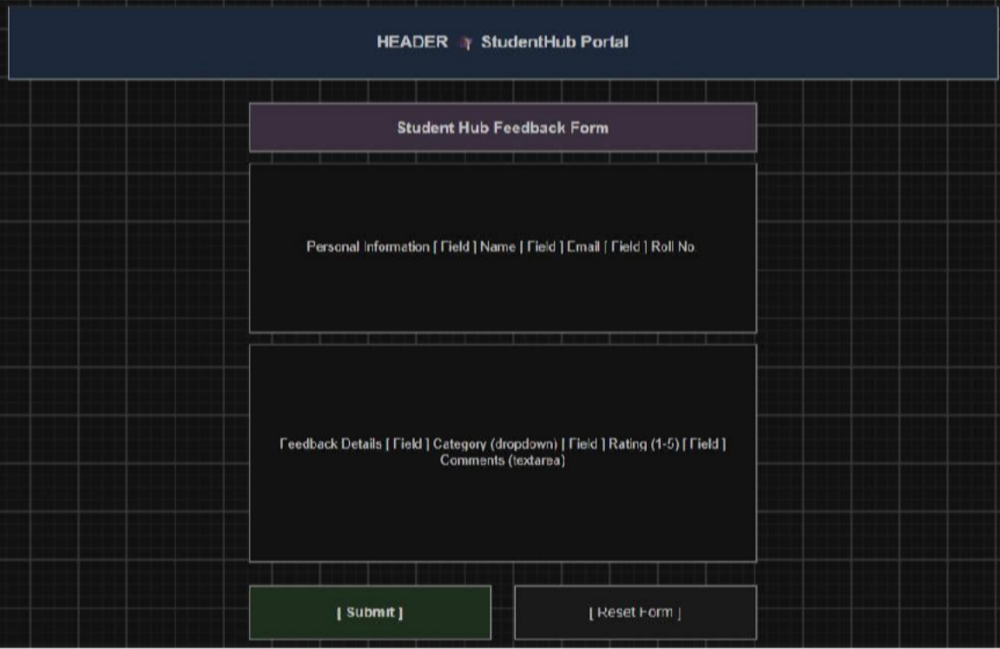 HEADER StudentHub Portal
Student Hub Feedback Form
Personal Information [ Field ] Name [ Field ] Email [ Field ] Roll No.
Feedback Details [ Field ] Category (dropdown) [ Field ] Rating (1-5) [ Field ]
Comments (textarea)
[ Submit ]
[ Reset Form ]